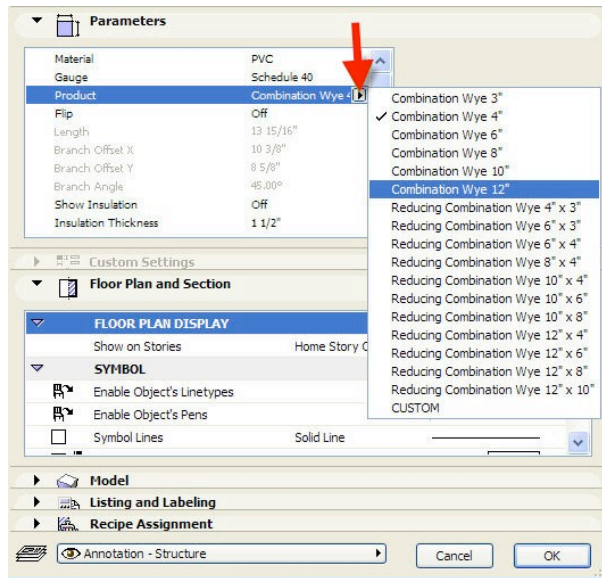 Parameters
Material PVC
Gauge Schedule 40
Product Combination Wye 4
Flip Off
Length 13 15/16"
Branch Offset X 10 3/8"
Branch Offset Y 8 5/8"
Branch Angle 45.00°
Show Insulation Off
Insulation Thickness 1 1/2"
Combination Wye 3"
Combination Wye 4"
Combination Wye 6"
Combination Wye 8"
Combination Wye 10"
Combination Wye 12"
Reducing Combination Wye 4" x 3"
Reducing Combination Wye 6" x 3"
Reducing Combination Wye 6" x 4"
Reducing Combination Wye 8" x 4"
Reducing Combination Wye 10" x 4"
Reducing Combination Wye 10" x 6"
Reducing Combination Wye 10" x 8"
Reducing Combination Wye 12" x 4"
Reducing Combination Wye 12" x 6"
Reducing Combination Wye 12" x 8"
Reducing Combination Wye 12" x 10"
CUSTOM
Custom Settings
Floor Plan and Section
FLOOR PLAN DISPLAY
Show on Stories Home Story O
SYMBOL
Enable Object's Linetypes
Enable Object's Pens
Symbol Lines Solid Line
Model
Listing and Labeling
Recipe Assignment
Annotation - Structure
Cancel OK